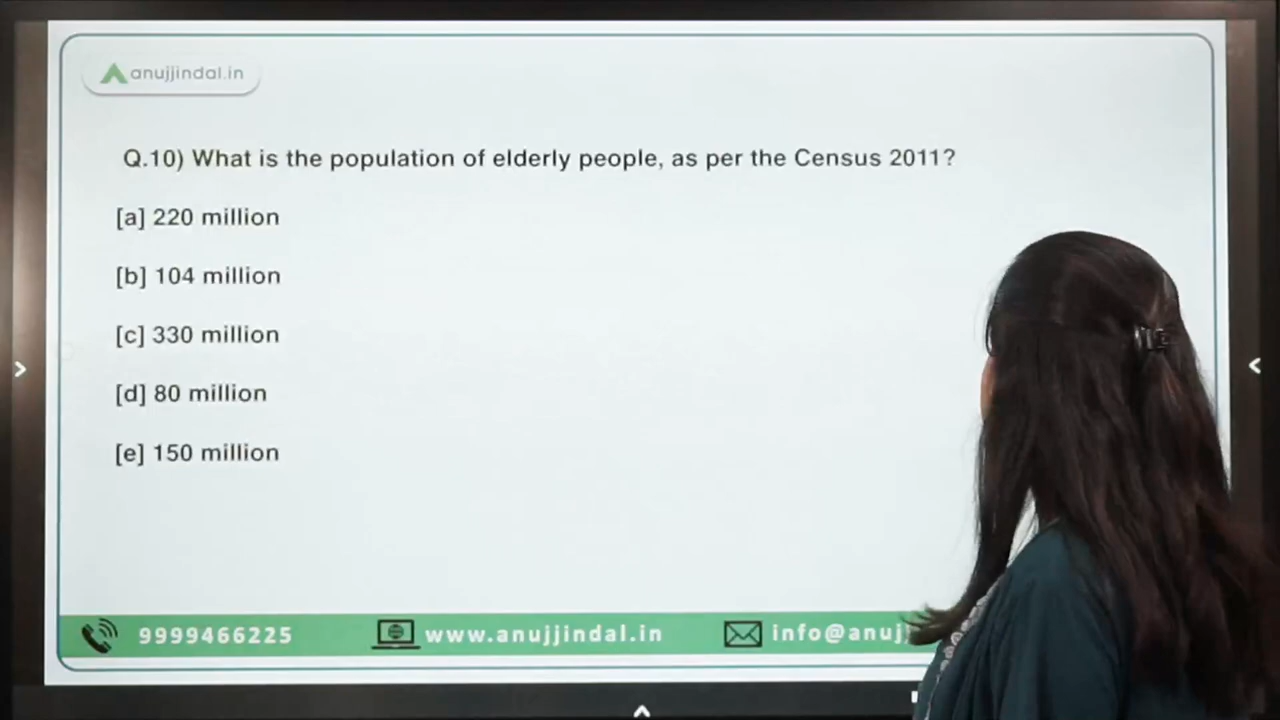 anujjindal.in
Q.10) What is the population of elderly people, as per the Census 2011?
[a] 220 million
[b] 104 million
[c] 330 million
[d] 80 million
[e] 150 million
9999466225 www.anujjindal.in info@anujj